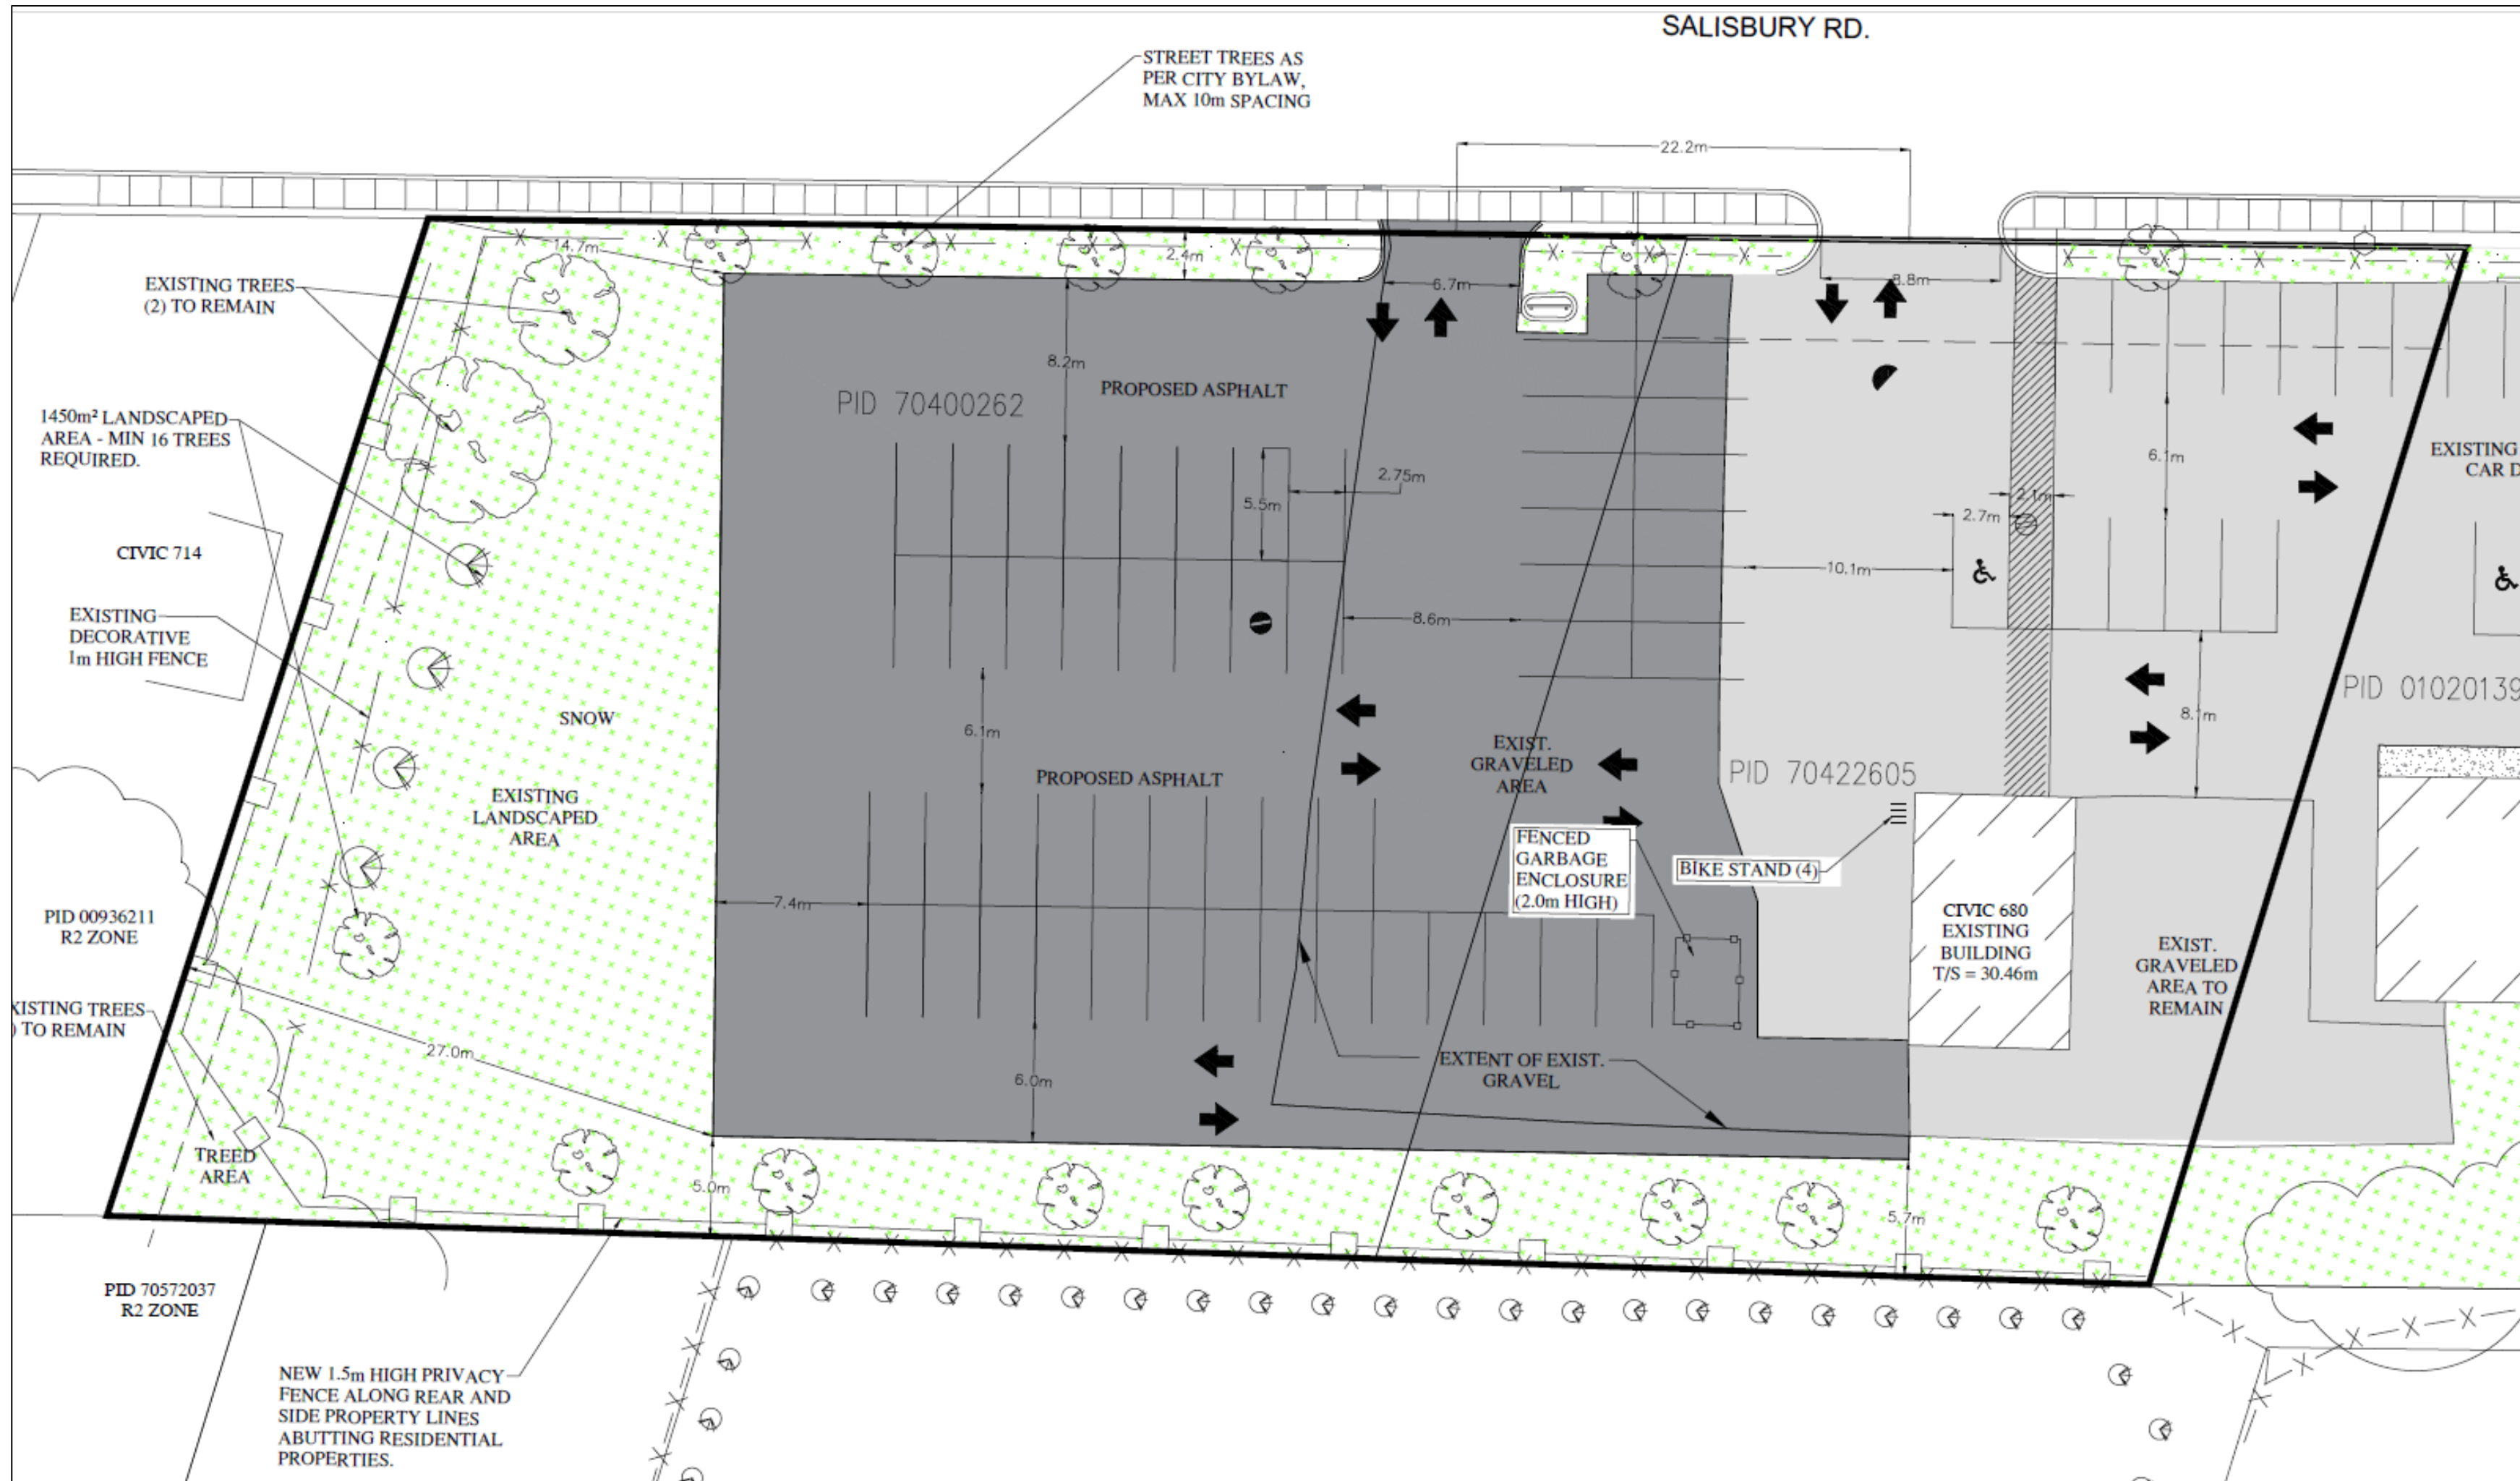 SALISBURY RD.
STREET TREES AS
PER CITY BYLAW,
MAX 10m SPACING
22.2m
14.7m
2.4m
6.7m
8.8m
EXISTING TREES
(2) TO REMAIN
8.2m
PROPOSED ASPHALT
PID 70400262
1450m² LANDSCAPED
AREA - MIN 16 TREES
REQUIRED.
2.75m
5.5m
6.1m
EXISTING
CAR D
2.1m
2.7m
CIVIC 714
10.1m
EXISTING
DECORATIVE
1m HIGH FENCE
8.6m
SNOW
6.1m
PID 01020139
8.1m
EXIST.
GRAVELED
AREA
PROPOSED ASPHALT
PID 70422605
EXISTING
LANDSCAPED
AREA
FENCED
GARBAGE
ENCLOSURE
(2.0m HIGH)
BIKE STAND (4)
7.4m
PID 00936211
R2 ZONE
CIVIC 680
EXISTING
BUILDING
T/S = 30.46m
EXIST.
GRAVELED
AREA TO
REMAIN
XISTING TREES
) TO REMAIN
27.0m
6.0m
EXTENT OF EXIST.
GRAVEL
TREED
AREA
5.0m
5.7m
PID 70572037
R2 ZONE
NEW 1.5m HIGH PRIVACY
FENCE ALONG REAR AND
SIDE PROPERTY LINES
ABUTTING RESIDENTIAL
PROPERTIES.